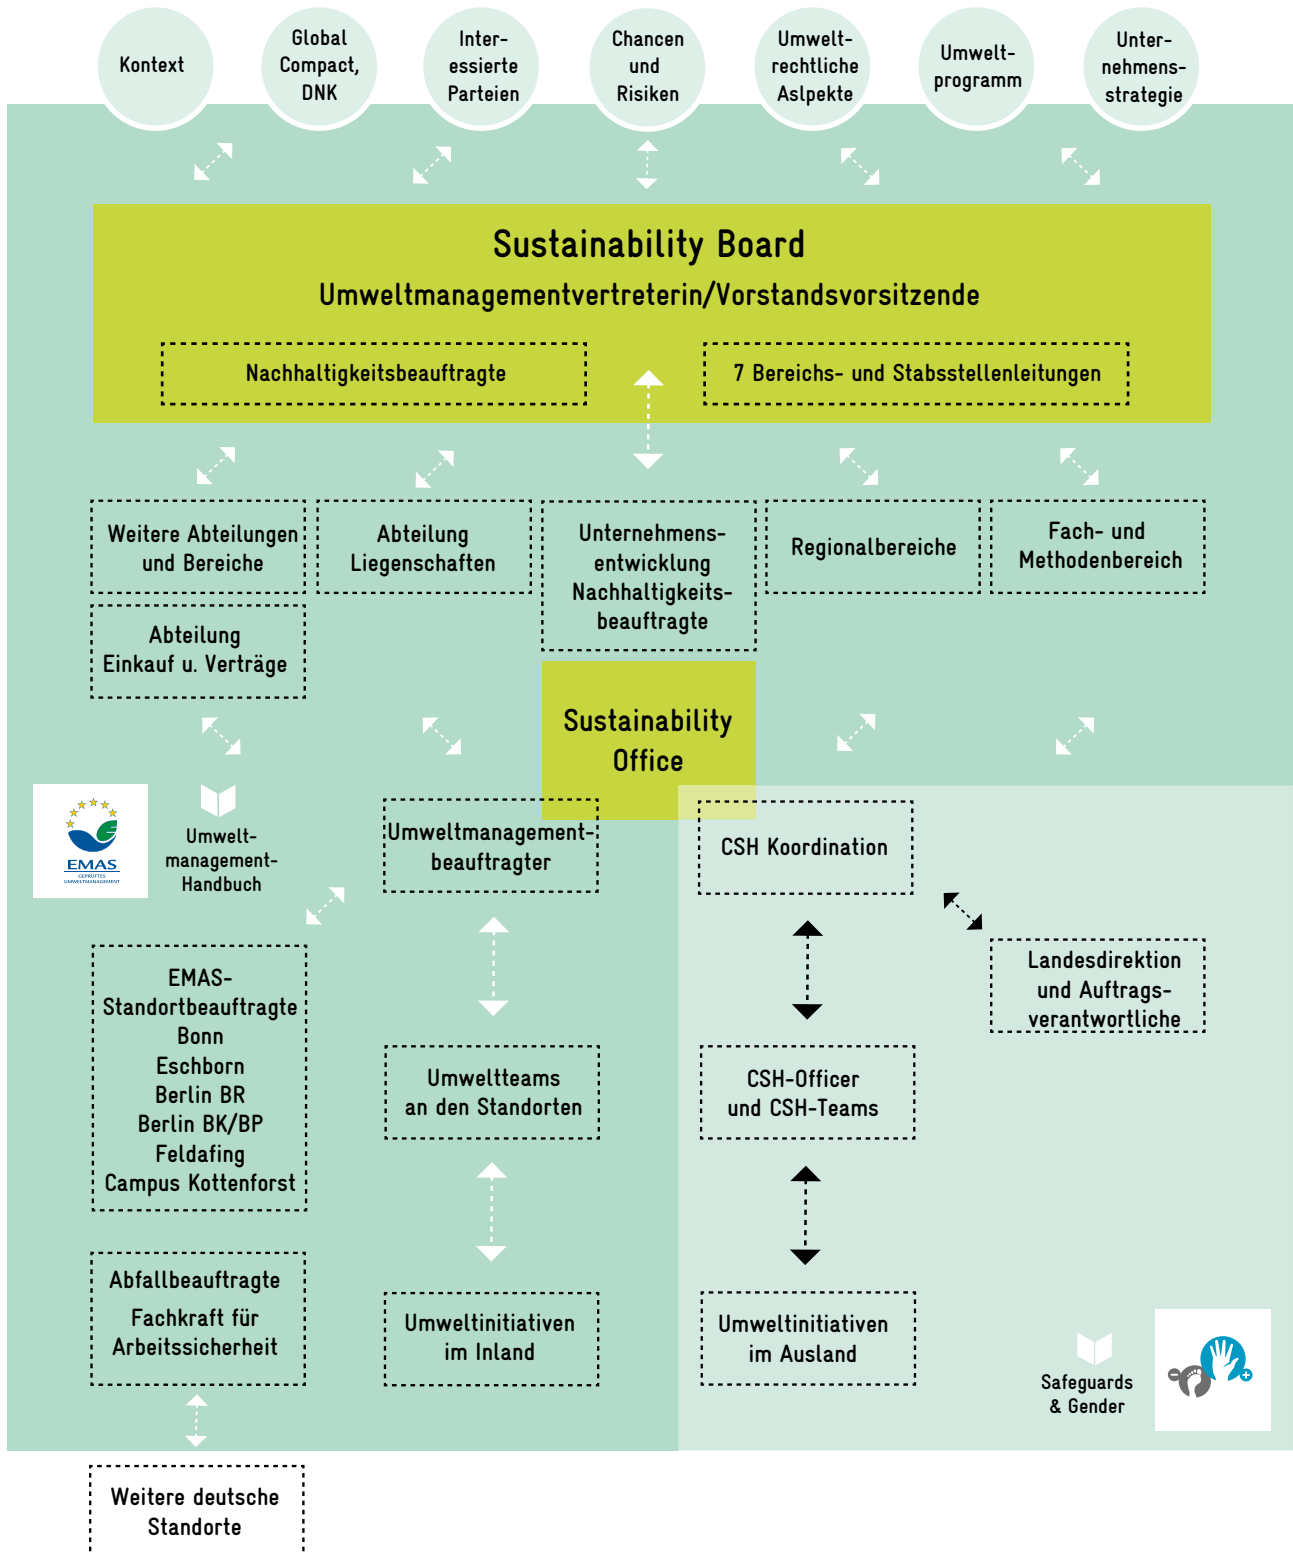 Kontext
Global
Compact,
DNK
Inter-
essierte
Parteien
Chancen
und
Risiken
Umwelt-
rechtliche
Aslpekte
Umwelt-
programm
Unter-
nehmens-
strategie
Sustainability Board
Umweltmanagementvertreterin/Vorstandsvorsitzende
Nachhaltigkeitsbeauftragte
7 Bereichs- und Stabsstellenleitungen
Weitere Abteilungen
und Bereiche
Abteilung
Liegenschaften
Unternehmens-
entwicklung
Nachhaltigkeits-
beauftragte
Regionalbereiche
Fach- und
Methodenbereich
Abteilung
Einkauf u. Verträge
Sustainability
Office
EMAS
GEPRÜFTES
UMWELTMANAGEMENT
Umwelt-
management-
Handbuch
Umweltmanagement-
beauftragter
CSH Koordination
EMAS-
Standortbeauftragte
Bonn
Eschborn
Berlin BR
Berlin BK/BP
Feldafing
Campus Kottenforst
Landesdirektion
und Auftrags-
verantwortliche
Umweltteams
an den Standorten
CSH-Officer
und CSH-Teams
Abfallbeauftragte
Fachkraft für
Arbeitssicherheit
Umweltinitiativen
im Inland
Umweltinitiativen
im Ausland
Safeguards
& Gender
Weitere deutsche
Standorte